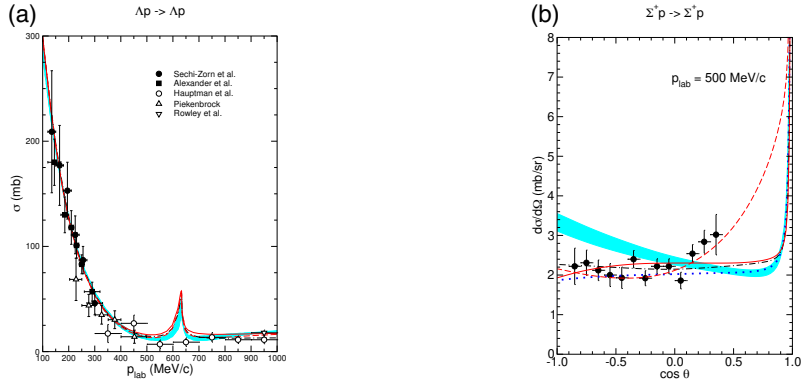 (a)
Λp -> Λp
300
200
100
0
σ (mb)
Sechi-Zorn et al.
Alexander et al.
Hauptman et al.
Piekenbrock
Rowley et al.
100 200 300 400 500 600 700 800 900 1000
p_lab (MeV/c)
(b)
Σ⁺p -> Σ⁺p
8
7
6
5
4
3
2
1
0
dσ/dΩ (mb/sr)
p_lab = 500 MeV/c
-1.0 -0.5 0.0 0.5 1.0
cos θ